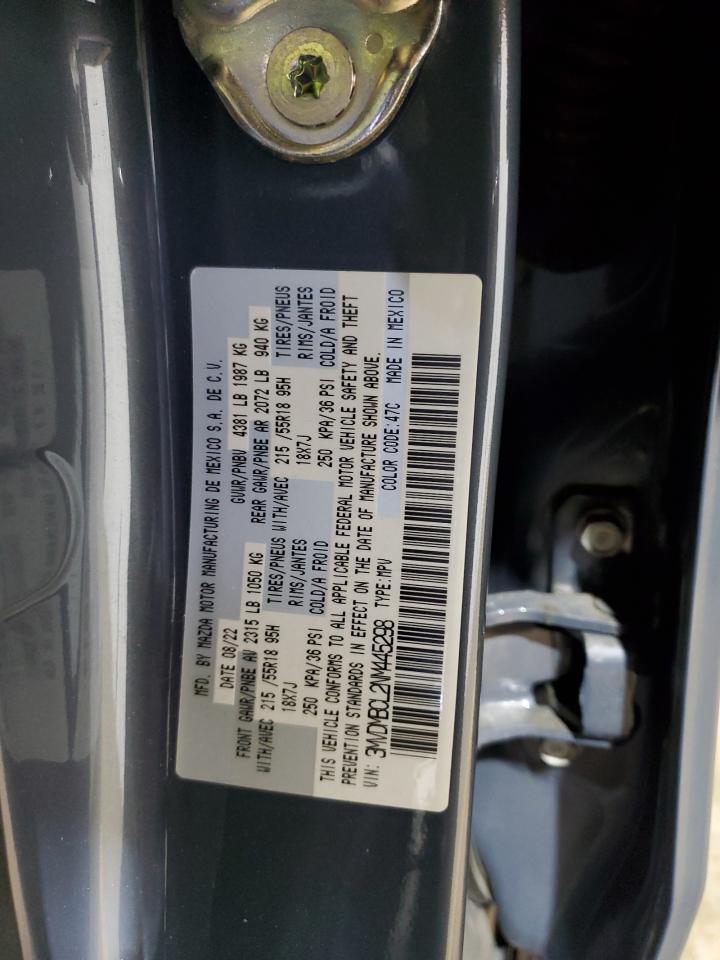 MFD. BY MAZDA MOTOR MANUFACTURING DE MEXICO S.A. DE C.V.
DATE 08/22 GVWR/PNBV 4381 LB 1987 KG
FRONT GAWR/PNBE AV 2315 LB 1050 KG REAR GAWR/PNBE AR 2072 LB 940 KG
WITH/AVEC 215 /55R18 95H TIRES/PNEUS WITH/AVEC 215 /55R18 95H TIRES/PNEUS
18X7J RIMS/JANTES 18X7J RIMS/JANTES
250 KPA/36 PSI COLD/A FROID 250 KPA/36 PSI COLD/A FROID
THIS VEHICLE CONFORMS TO ALL APPLICABLE FEDERAL MOTOR VEHICLE SAFETY AND THEFT
PREVENTION STANDARDS IN EFFECT ON THE DATE OF MANUFACTURE SHOWN ABOVE.
VIN: 3MVDMBCL2NM445298 TYPE:MPV COLOR CODE:47C MADE IN MEXICO